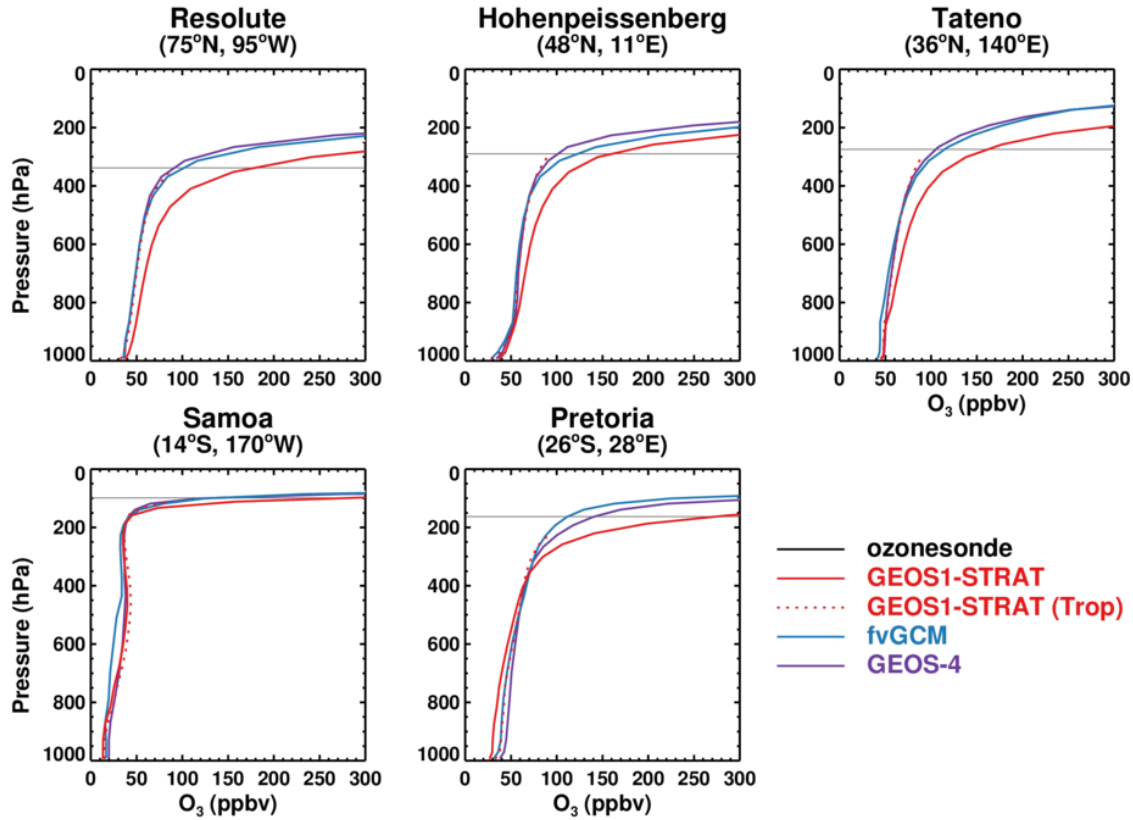 Resolute
(75°N, 95°W)
Hohenpeissenberg
(48°N, 11°E)
Tateno
(36°N, 140°E)
Pressure (hPa)
0
200
400
600
800
1000
0 50 100 150 200 250 300
0
200
400
600
800
1000
0 50 100 150 200 250 300
0
200
400
600
800
1000
0 50 100 150 200 250 300
O₃ (ppbv)
Samoa
(14°S, 170°W)
Pretoria
(26°S, 28°E)
Pressure (hPa)
0
200
400
600
800
1000
0 50 100 150 200 250 300
O₃ (ppbv)
0
200
400
600
800
1000
0 50 100 150 200 250 300
O₃ (ppbv)
ozonesonde
GEOS1-STRAT
GEOS1-STRAT (Trop)
fvGCM
GEOS-4